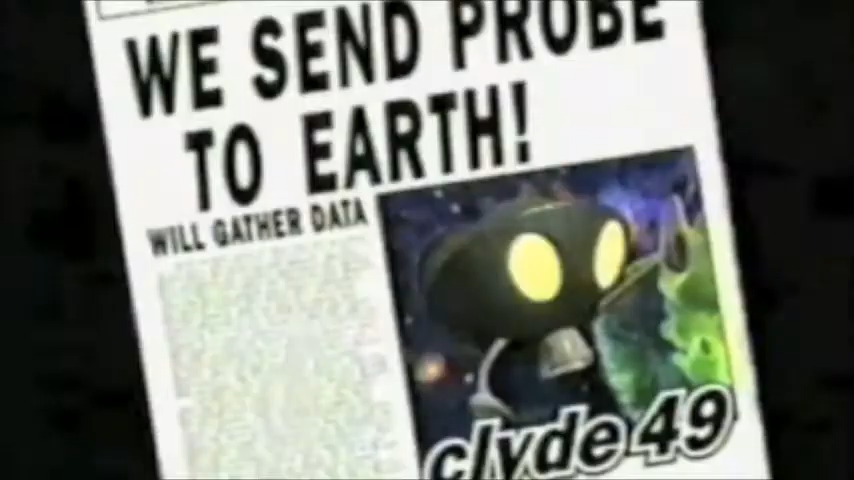 WE SEND PROBE
TO EARTH!
WILL GATHER DATA
clyde 49